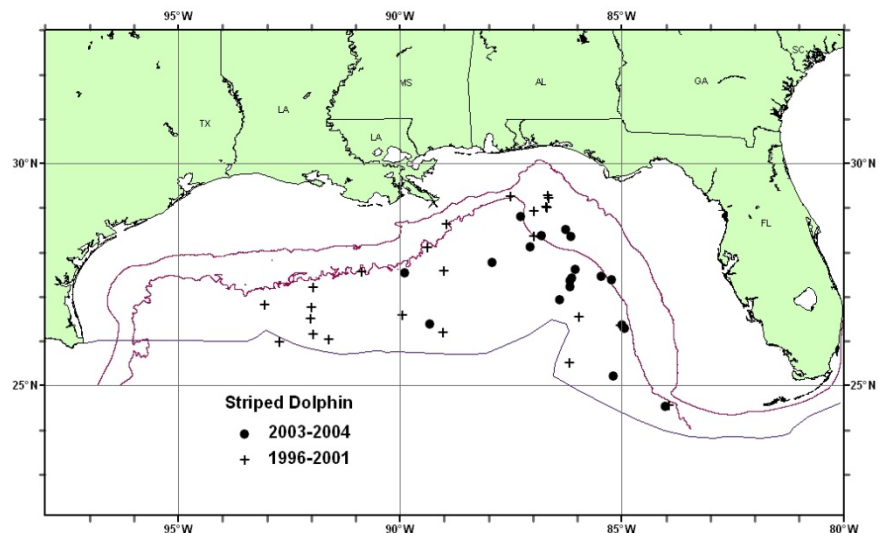 95°W 90°W 85°W
SC
MS AL GA
TX LA
LA
30°N 30°N
FL
25°N 25°N
Striped Dolphin
2003-2004
1996-2001
95°W 90°W 85°W 80°W